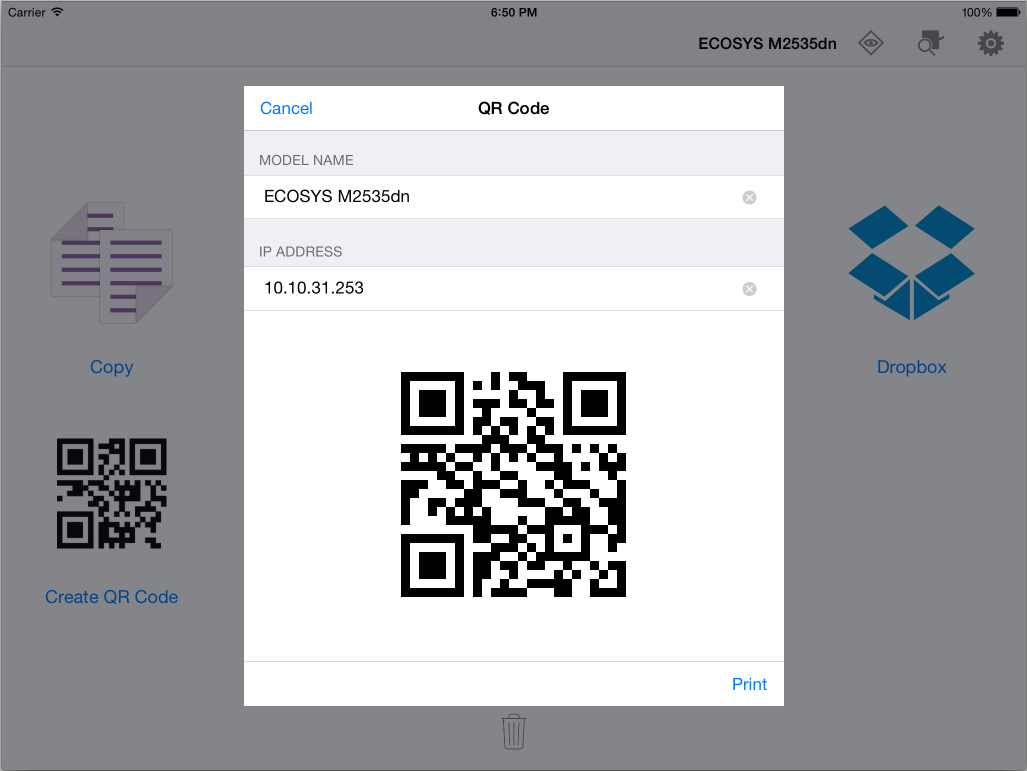 Carrier 6:50 PM 100%
ECOSYS M2535dn
Cancel QR Code
MODEL NAME
ECOSYS M2535dn
IP ADDRESS
10.10.31.253
Copy
Dropbox
Create QR Code
Print